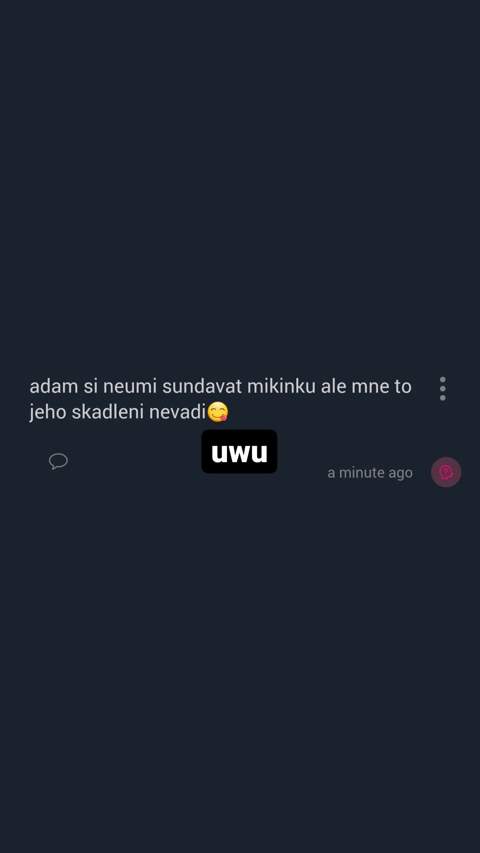 adam si neumi sundavat mikinku ale mne to
jeho skadleni nevadi😋
uwu
a minute ago